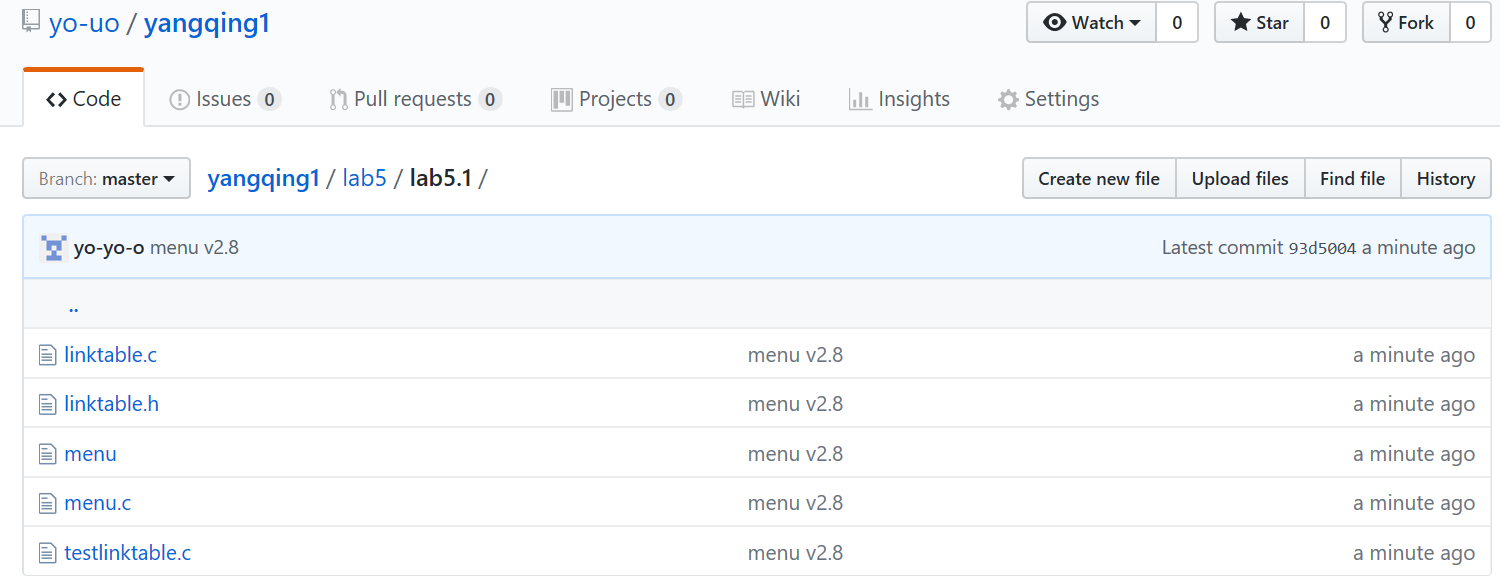 yo-uo / yangqing1 Watch 0 Star 0 Fork 0
Code Issues 0 Pull requests 0 Projects 0 Wiki Insights Settings
Branch: master yangqing1 / lab5 / lab5.1 / Create new file Upload files Find file History
yo-yo-o menu v2.8 Latest commit 93d5004 a minute ago
..
linktable.c menu v2.8 a minute ago
linktable.h menu v2.8 a minute ago
menu menu v2.8 a minute ago
menu.c menu v2.8 a minute ago
testlinktable.c menu v2.8 a minute ago